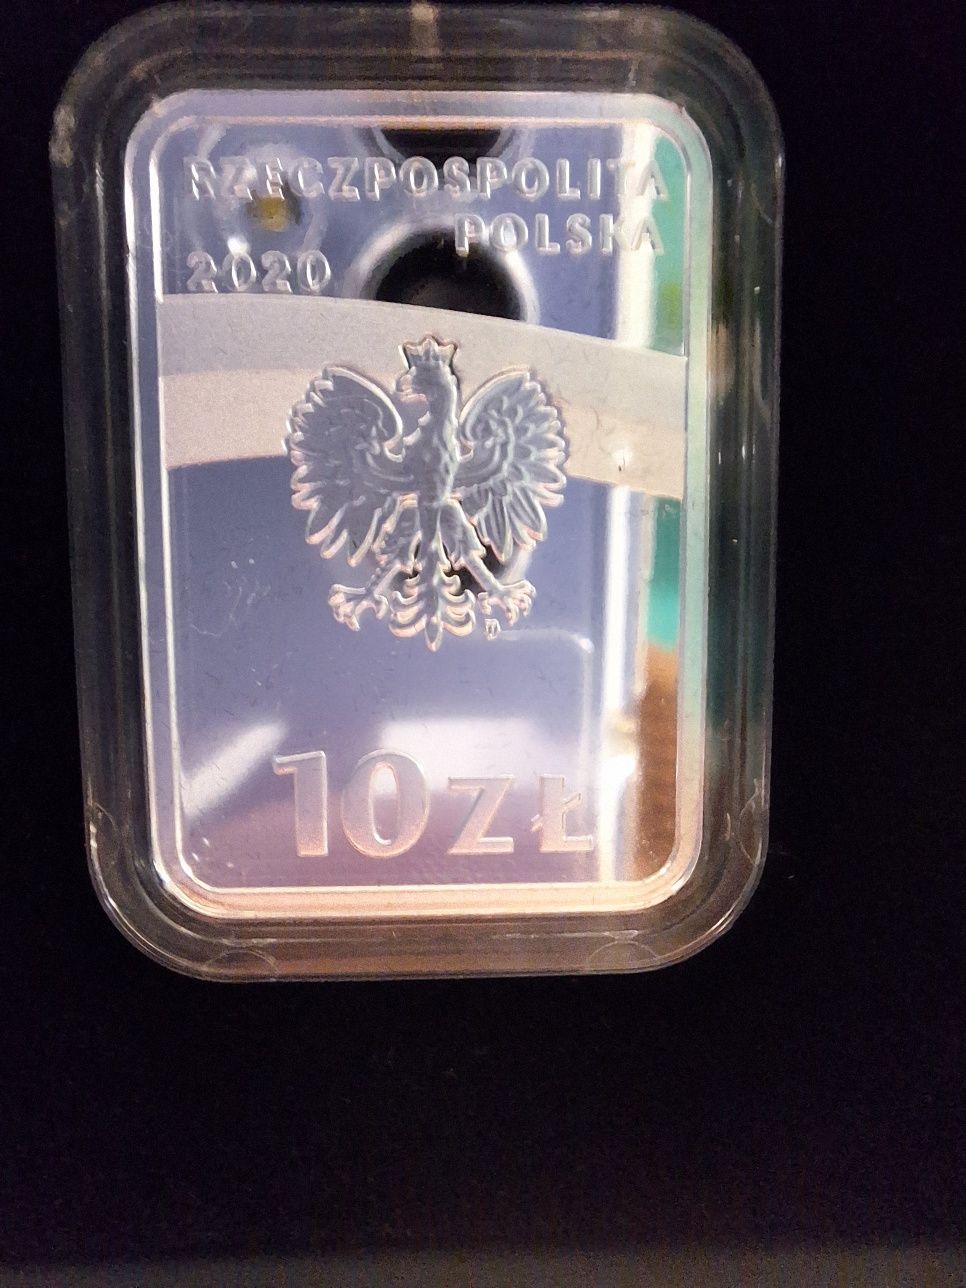 RZECZPOSPOLITA
POLSKA
2020
10 ZŁ